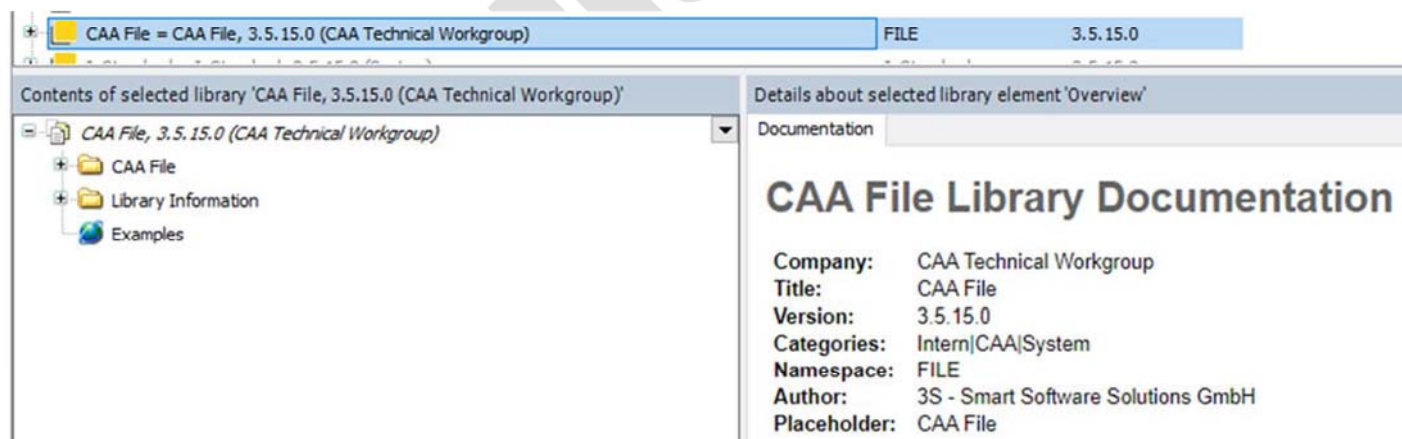 CAA File = CAA File, 3.5.15.0 (CAA Technical Workgroup) FILE 3.5.15.0
Contents of selected library 'CAA File, 3.5.15.0 (CAA Technical Workgroup)'
Details about selected library element 'Overview'
CAA File, 3.5.15.0 (CAA Technical Workgroup)
CAA File
Library Information
Examples
Documentation
CAA File Library Documentation
Company: CAA Technical Workgroup
Title: CAA File
Version: 3.5.15.0
Categories: Intern|CAA|System
Namespace: FILE
Author: 3S - Smart Software Solutions GmbH
Placeholder: CAA File